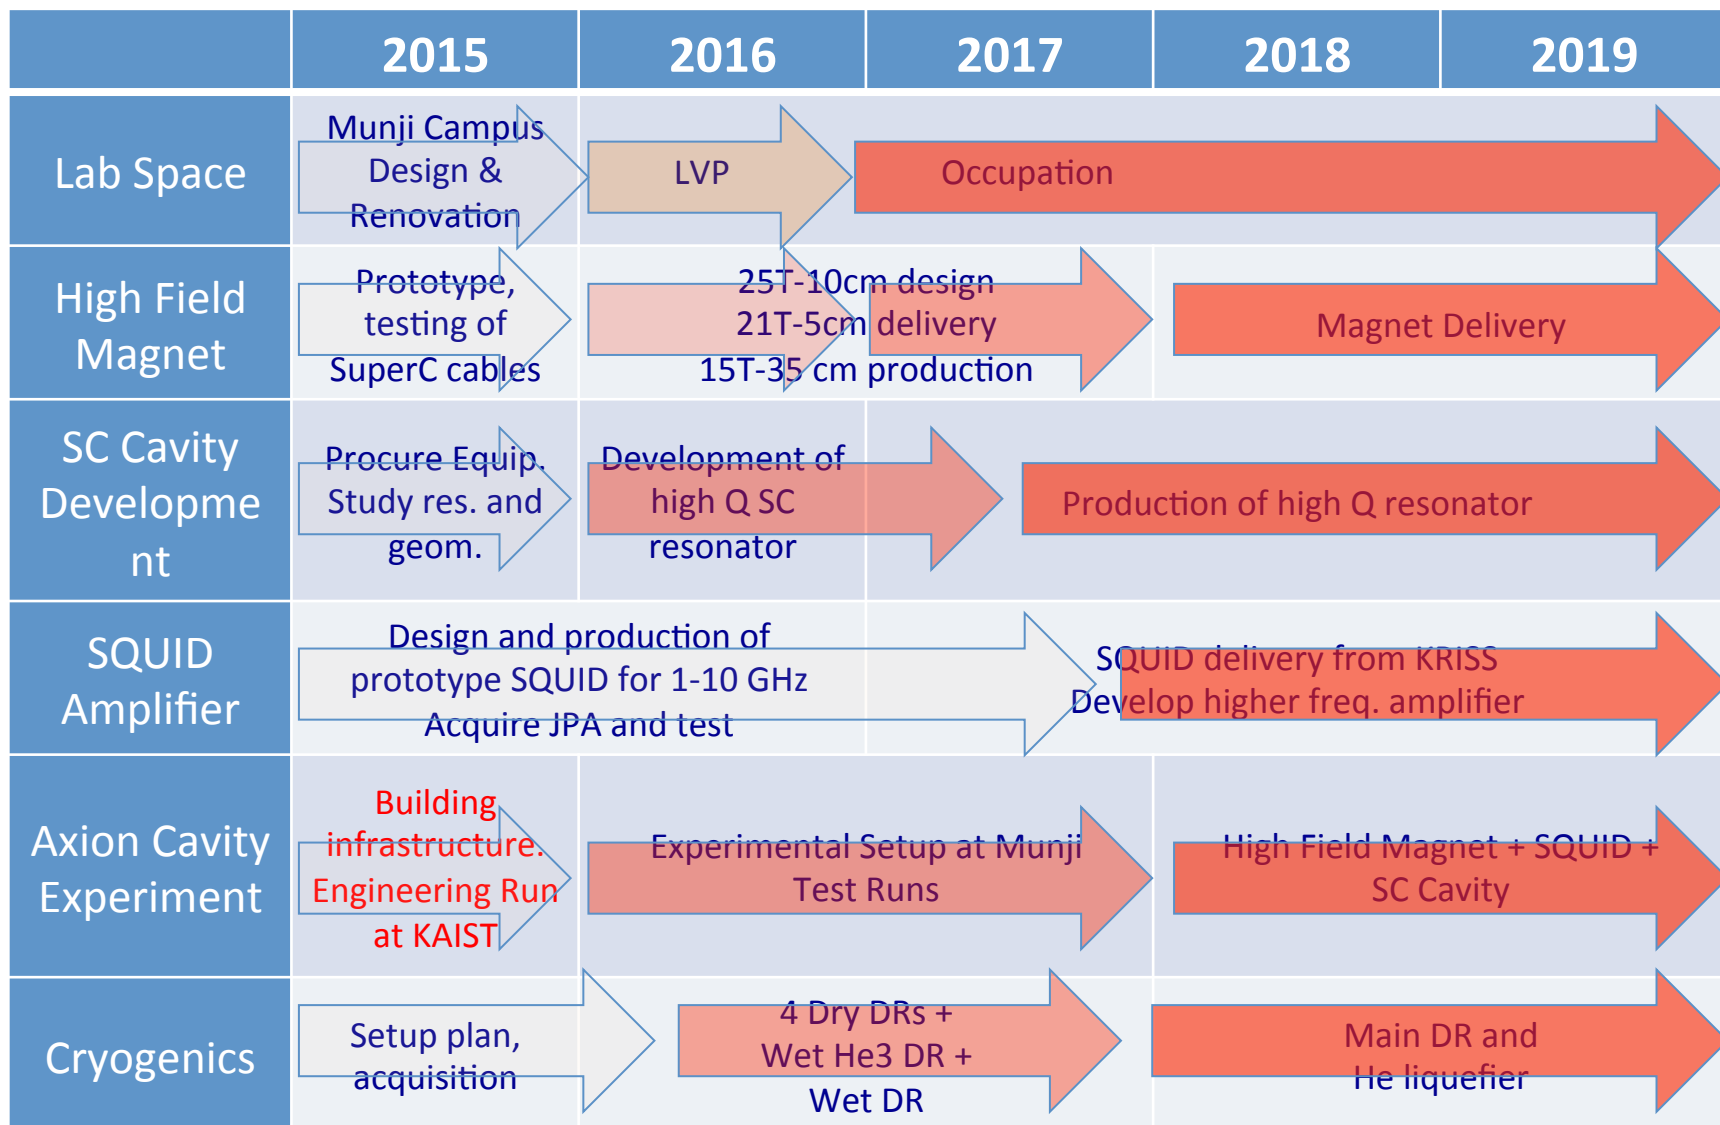 2015 2016 2017 2018 2019
Lab Space
Munji Campus
Design &
Renovation
LVP
Occupation
High Field
Magnet
Prototype,
testing of
SuperC cables
25T-10cm design
21T-5cm delivery
15T-35 cm production
Magnet Delivery
SC Cavity
Developme
nt
Procure Equip.
Study res. and
geom.
Development of
high Q SC
resonator
Production of high Q resonator
SQUID
Amplifier
Design and production of
prototype SQUID for 1-10 GHz
Acquire JPA and test
SQUID delivery from KRISS
Develop higher freq. amplifier
Axion Cavity
Experiment
Building
infrastructure.
Engineering Run
at KAIST
Experimental Setup at Munji
Test Runs
High Field Magnet + SQUID +
SC Cavity
Cryogenics
Setup plan,
acquisition
4 Dry DRs +
Wet He3 DR +
Wet DR
Main DR and
He liquefier